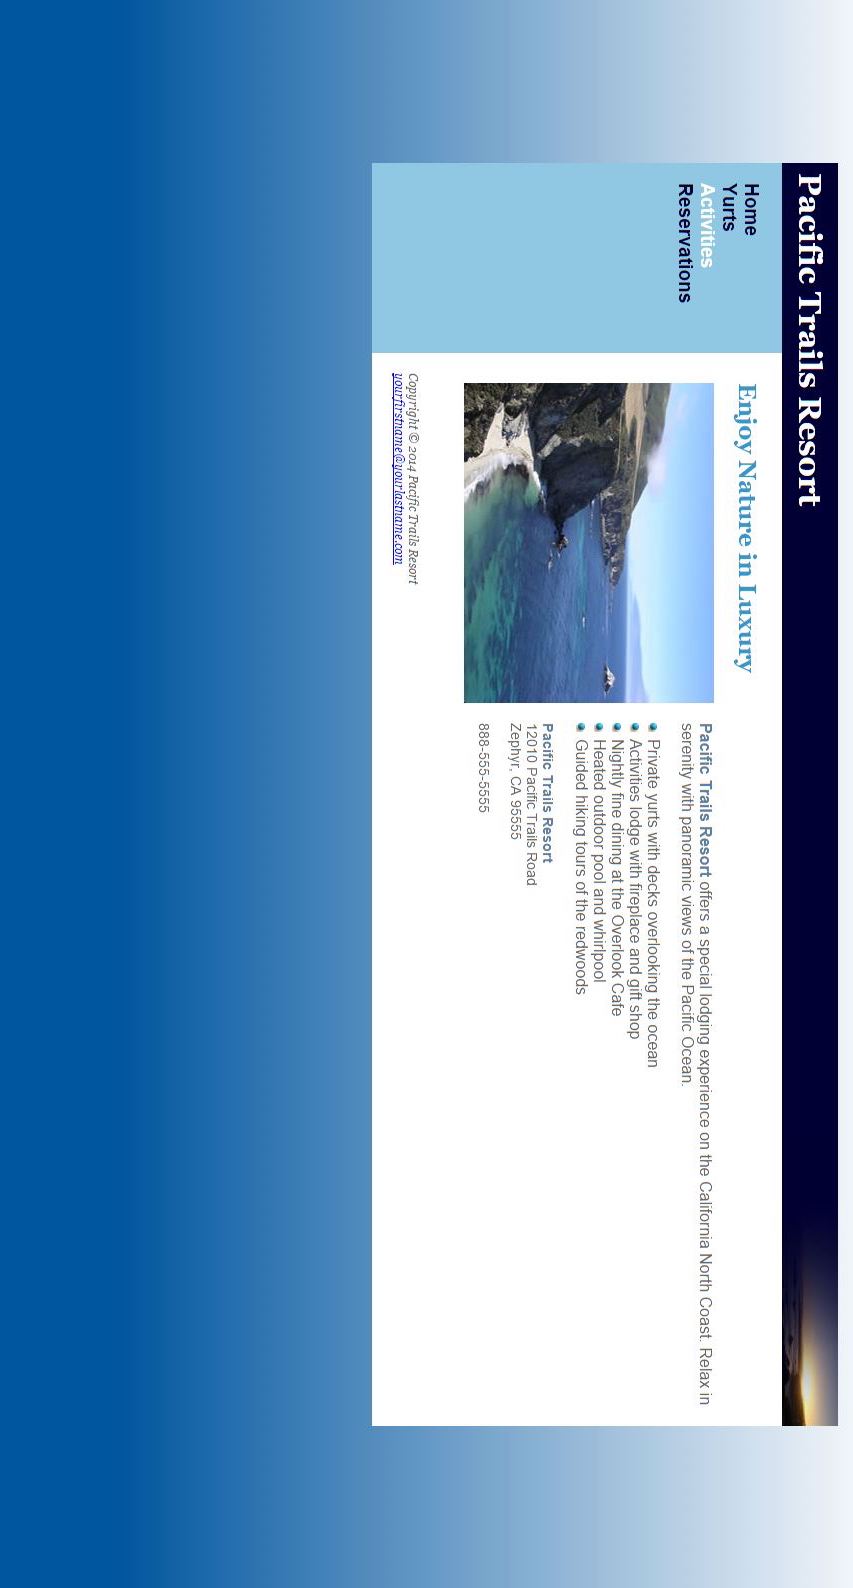 Pacific Trails Resort
Home
Yurts
Activities
Reservations
Enjoy Nature in Luxury
Pacific Trails Resort offers a special lodging experience on the California North Coast. Relax in
serenity with panoramic views of the Pacific Ocean.
Private yurts with decks overlooking the ocean
Activities lodge with fireplace and gift shop
Nightly fine dining at the Overlook Cafe
Heated outdoor pool and whirlpool
Guided hiking tours of the redwoods
Pacific Trails Resort
12010 Pacific Trails Road
Zephyr, CA 95555
888-555-5555
Copyright © 2014 Pacific Trails Resort
yourfirstname@yourlastname.com